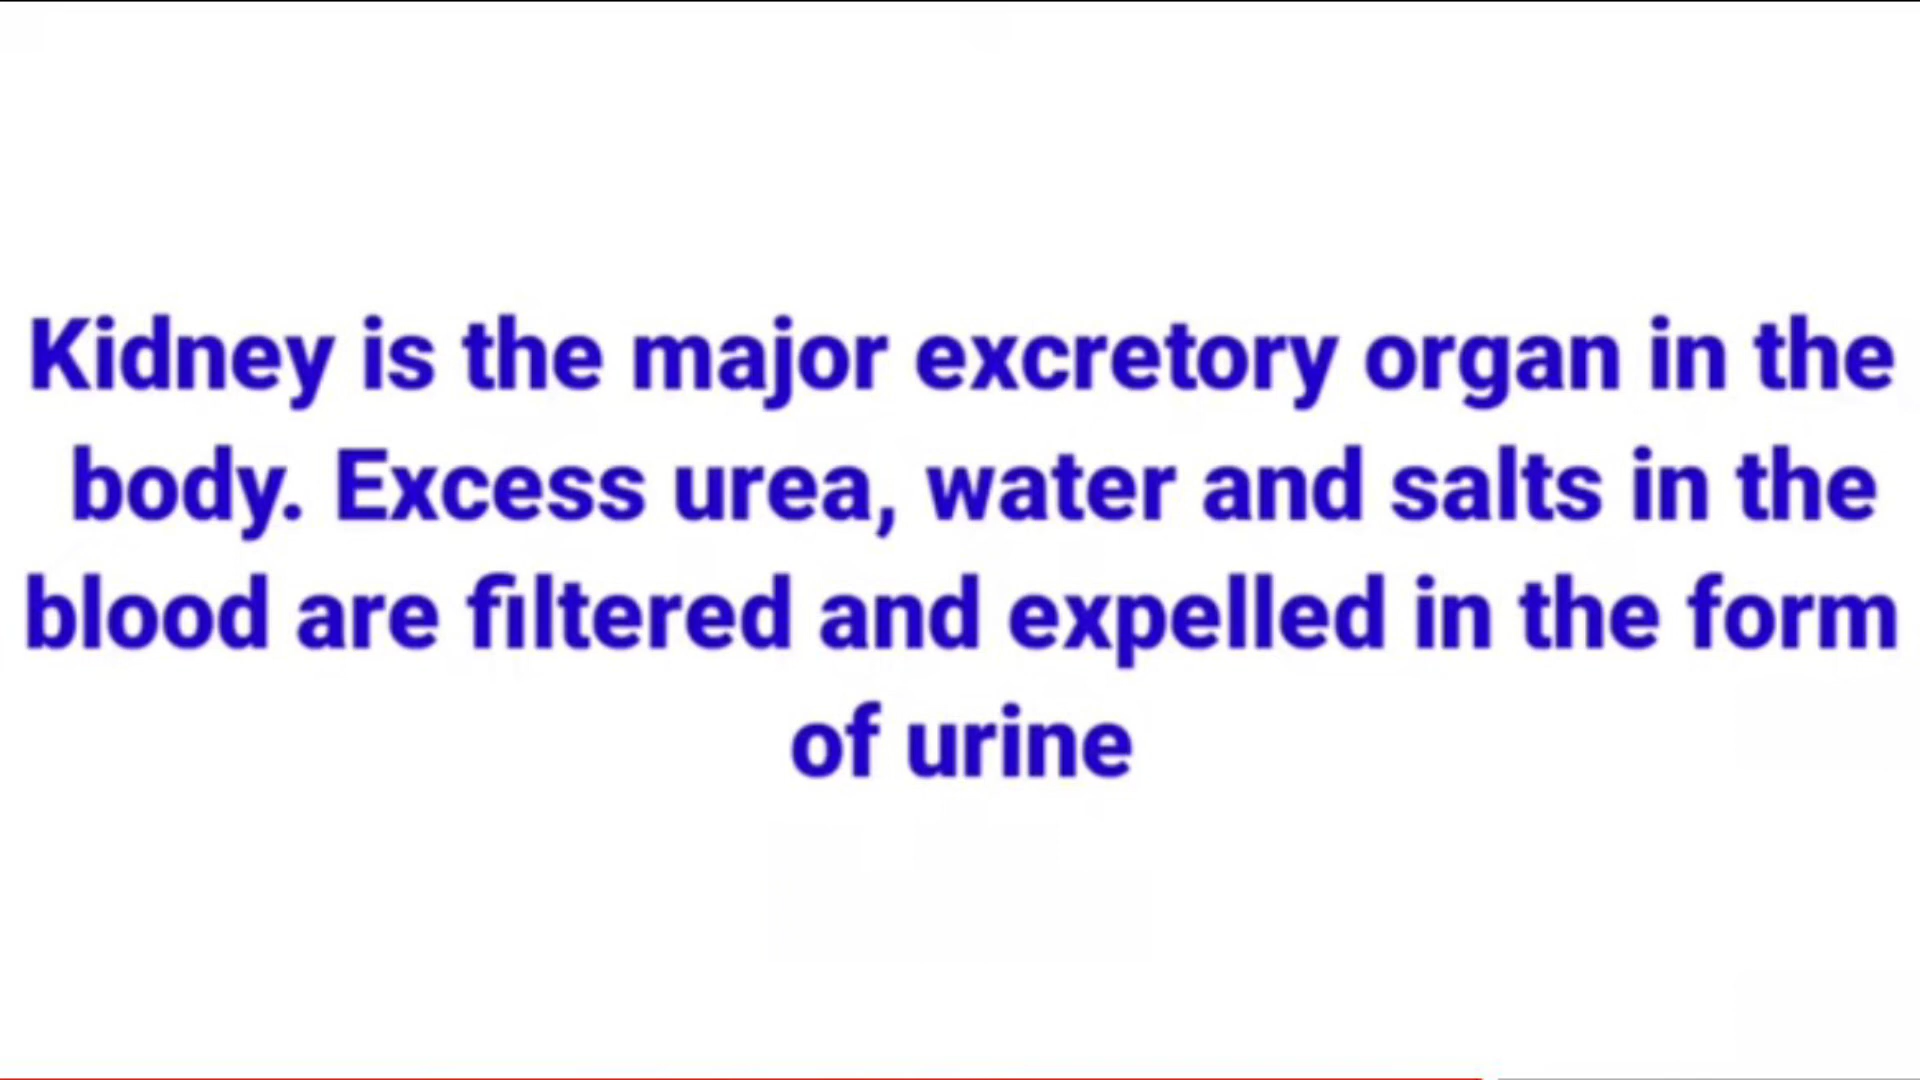 Kidney is the major excretory organ in the
body. Excess urea, water and salts in the
blood are filtered and expelled in the form
of urine